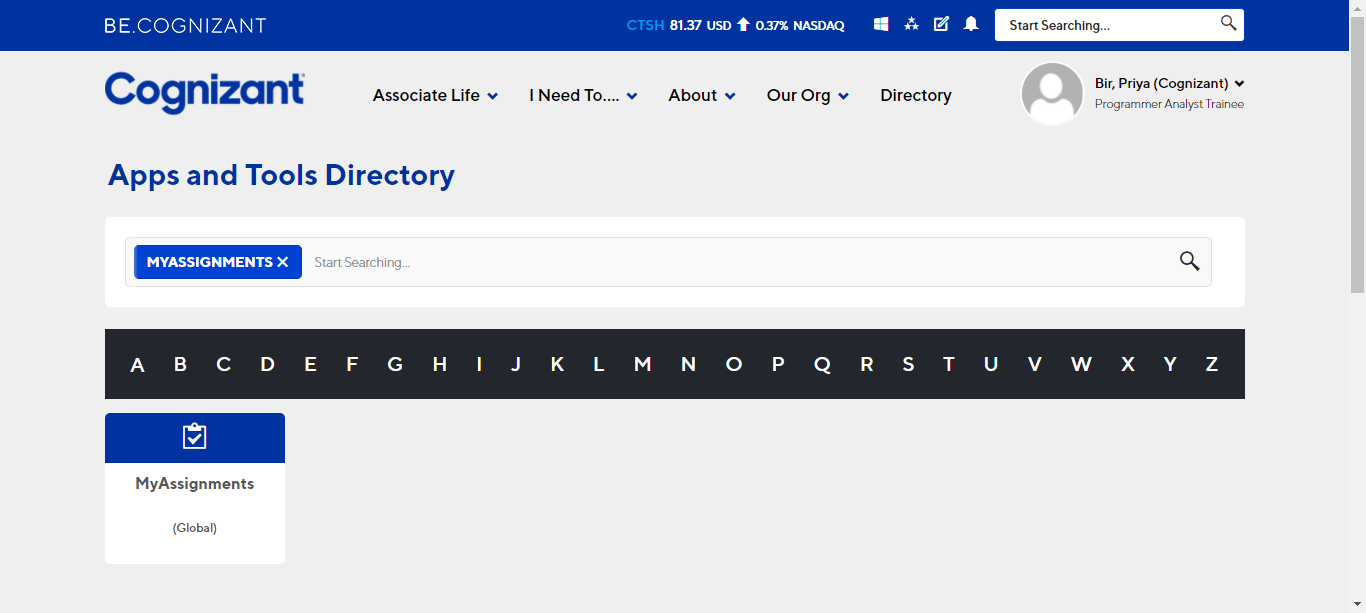 BE.COGNIZANT
CTSH 81.37 USD 0.37% NASDAQ
Start Searching...
Cognizant
Associate Life
I Need To....
About
Our Org
Directory
Bir, Priya (Cognizant)
Programmer Analyst Trainee
Apps and Tools Directory
MYASSIGNMENTS
Start Searching...
A B C D E F G H I J K L M N O P Q R S T U V W X Y Z
MyAssignments
(Global)